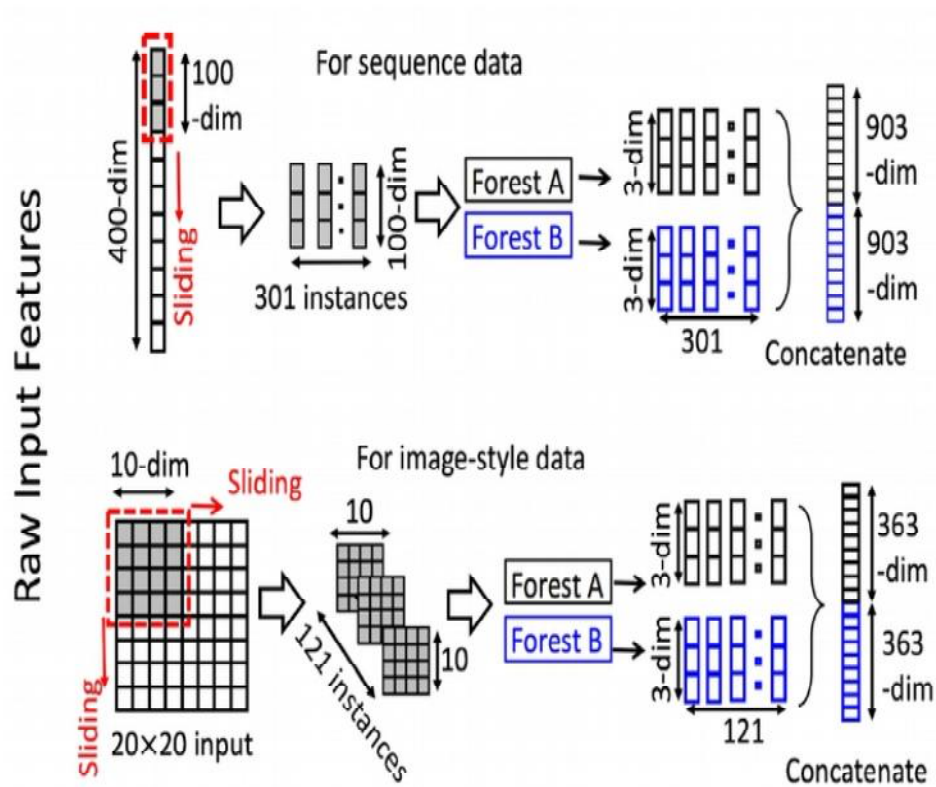 Raw Input Features
For sequence data
400-dim
100
-dim
Sliding
301 instances
100-dim
Forest A
Forest B
3-dim
3-dim
301
903
-dim
903
-dim
Concatenate
For image-style data
10-dim
Sliding
Sliding
20×20 input
10
10
121 instances
Forest A
Forest B
3-dim
3-dim
121
363
-dim
363
-dim
Concatenate